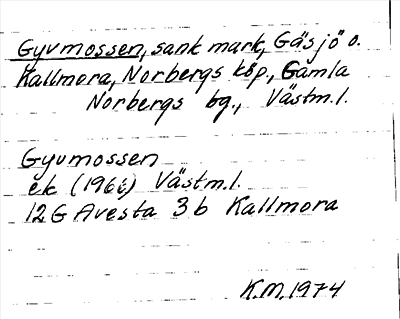 Gyvmossen, sank mark, Gäsjö o.
Kallmora, Norbergs köp., Gamla
Norbergs bg., Västm.l.
Gyvmossen
ek (1966) Västm.l.
12G Avesta 3b Kallmora
K.M. 1974